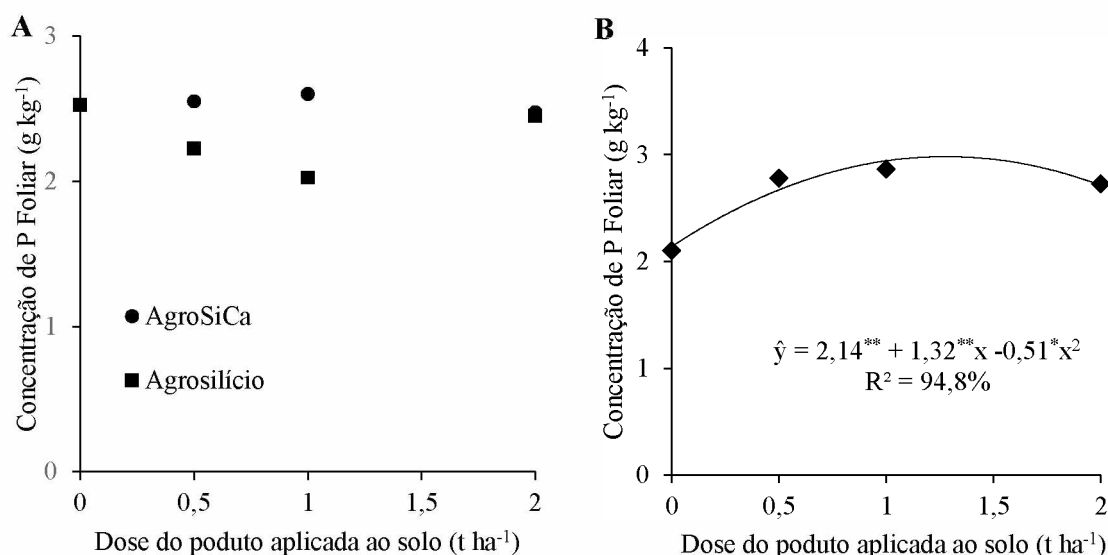 A
Concentração de P Foliar (g kg⁻¹)
3
2
1
0
AgroSiCa
Agrosilício
0
0,5
1
1,5
2
Dose do poduto aplicada ao solo (t ha⁻¹)
B
Concentração de P Foliar (g kg⁻¹)
4
3
2
1
0
ŷ = 2,14** + 1,32**x -0,51*x²
R² = 94,8%
0
0,5
1
1,5
2
Dose do poduto aplicada ao solo (t ha⁻¹)